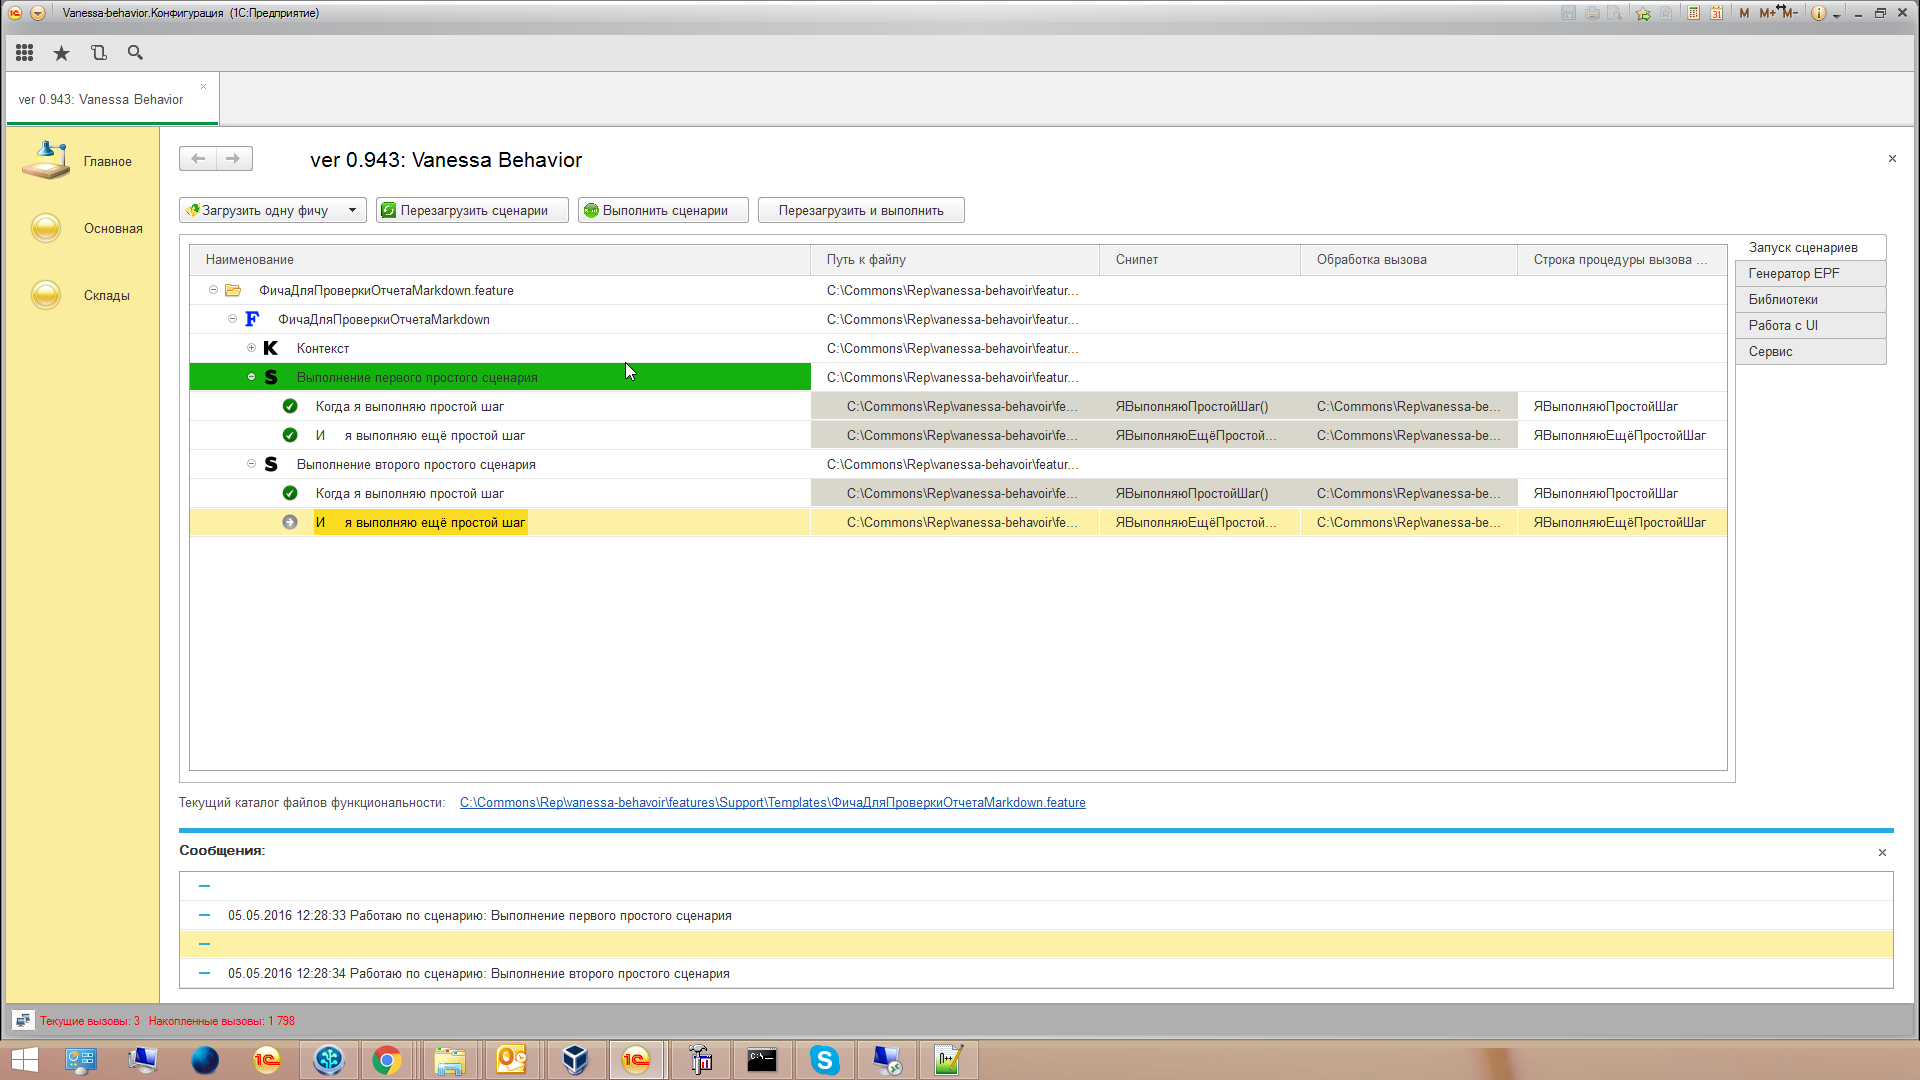 Vanessa-behavior.Конфигурация (1С:Предприятие)
M M+ M-
ver 0.943: Vanessa Behavior
Главное
Основная
Склады
ver 0.943: Vanessa Behavior
Загрузить одну фичу
Перезагрузить сценарии
Выполнить сценарии
Перезагрузить и выполнить
Наименование Путь к файлу Снипет Обработка вызова Строка процедуры вызова ...
ФичаДляПроверкиОтчетаMarkdown.feature C:\Commons\Rep\vanessa-behavoir\featur...
F ФичаДляПроверкиОтчетаMarkdown C:\Commons\Rep\vanessa-behavoir\featur...
K Контекст C:\Commons\Rep\vanessa-behavoir\featur...
S Выполнение первого простого сценария C:\Commons\Rep\vanessa-behavoir\featur...
Когда я выполняю простой шаг C:\Commons\Rep\vanessa-behavoir\fe... ЯВыполняюПростойШаг() C:\Commons\Rep\vanessa-be... ЯВыполняюПростойШаг
И я выполняю ещё простой шаг C:\Commons\Rep\vanessa-behavoir\fe... ЯВыполняюЕщёПростой... C:\Commons\Rep\vanessa-be... ЯВыполняюЕщёПростойШаг
S Выполнение второго простого сценария C:\Commons\Rep\vanessa-behavoir\featur...
Когда я выполняю простой шаг C:\Commons\Rep\vanessa-behavoir\fe... ЯВыполняюПростойШаг() C:\Commons\Rep\vanessa-be... ЯВыполняюПростойШаг
И я выполняю ещё простой шаг C:\Commons\Rep\vanessa-behavoir\fe... ЯВыполняюЕщёПростой... C:\Commons\Rep\vanessa-be... ЯВыполняюЕщёПростойШаг
Запуск сценариев
Генератор EPF
Библиотеки
Работа с UI
Сервис
Текущий каталог файлов функциональности: C:\Commons\Rep\vanessa-behavoir\features\Support\Templates\ФичаДляПроверкиОтчетаMarkdown.feature
Сообщения:
05.05.2016 12:28:33 Работаю по сценарию: Выполнение первого простого сценария
05.05.2016 12:28:34 Работаю по сценарию: Выполнение второго простого сценария
Текущие вызовы: 3 Накопленные вызовы: 1 798